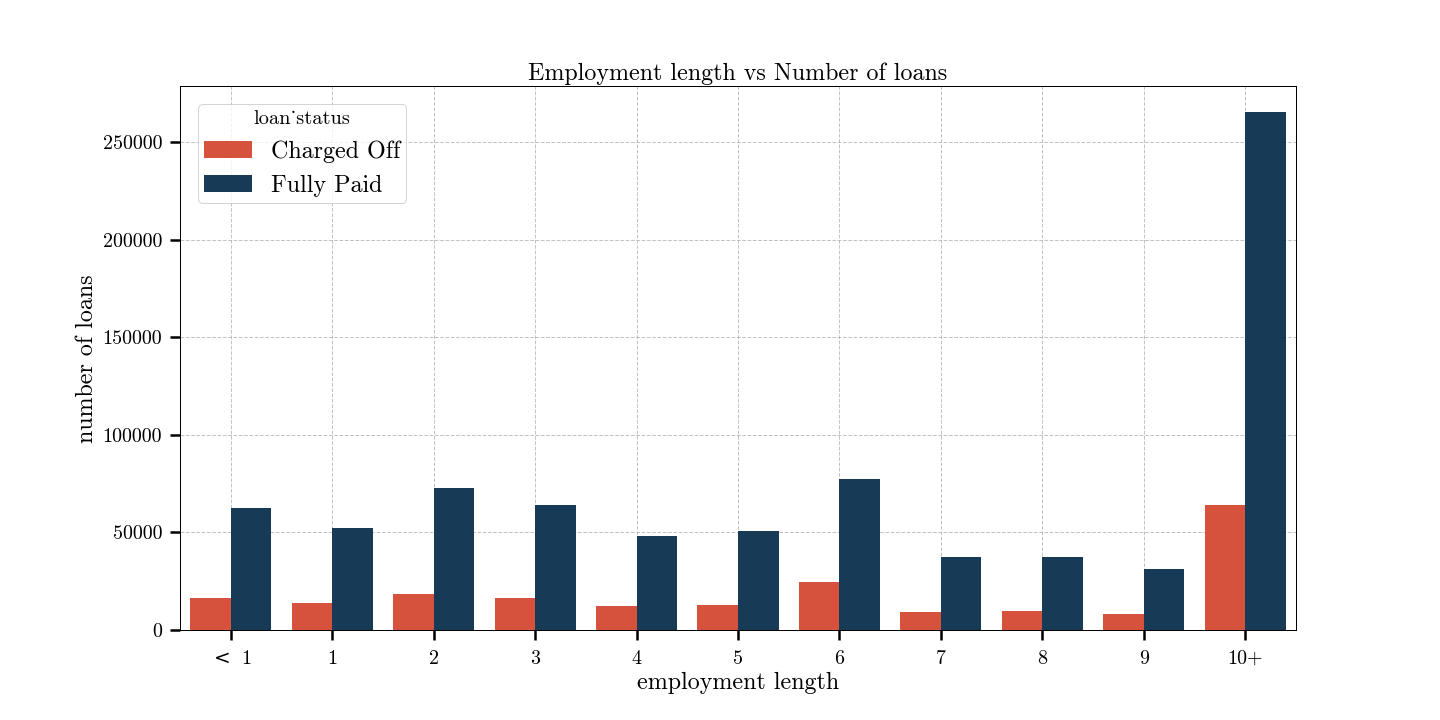 Employment length vs Number of loans
loan˙status
Charged Off
Fully Paid
250000
200000
150000
100000
50000
0
number of loans
< 1 1 2 3 4 5 6 7 8 9 10+
employment length